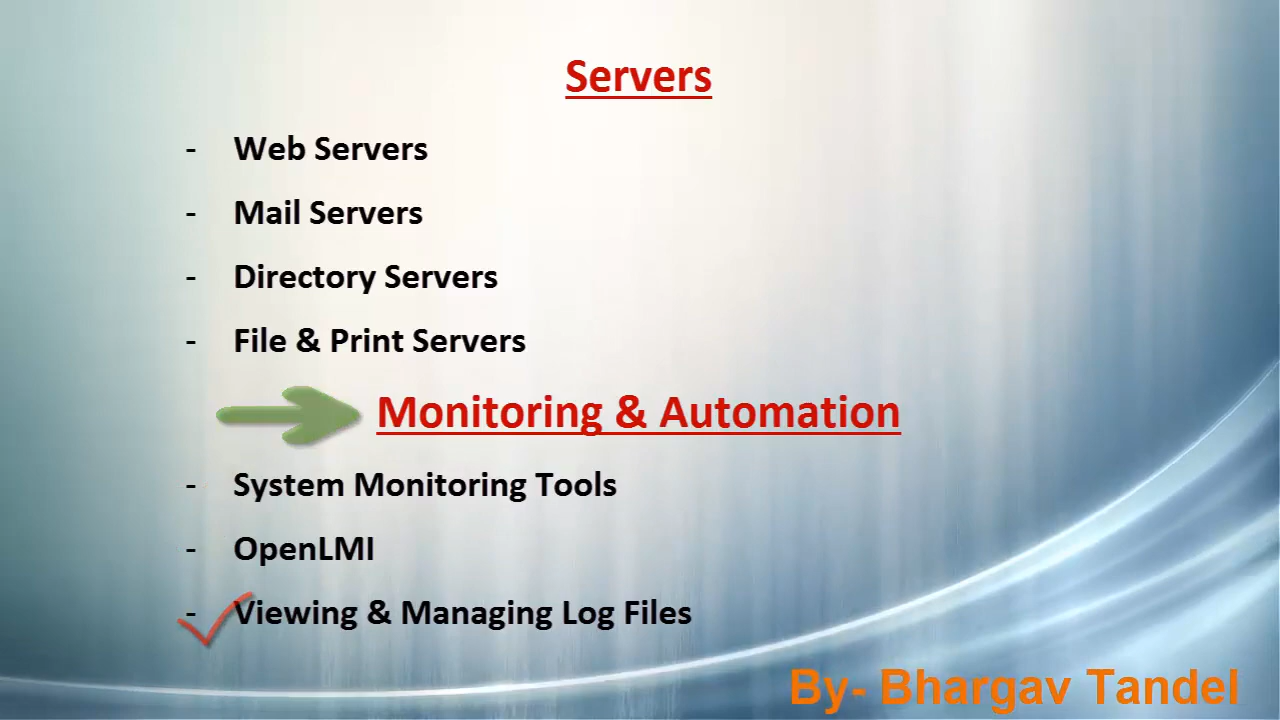 Servers
- Web Servers
- Mail Servers
- Directory Servers
- File & Print Servers
Monitoring & Automation
- System Monitoring Tools
- OpenLMI
- Viewing & Managing Log Files
By- Bhargav Tandel